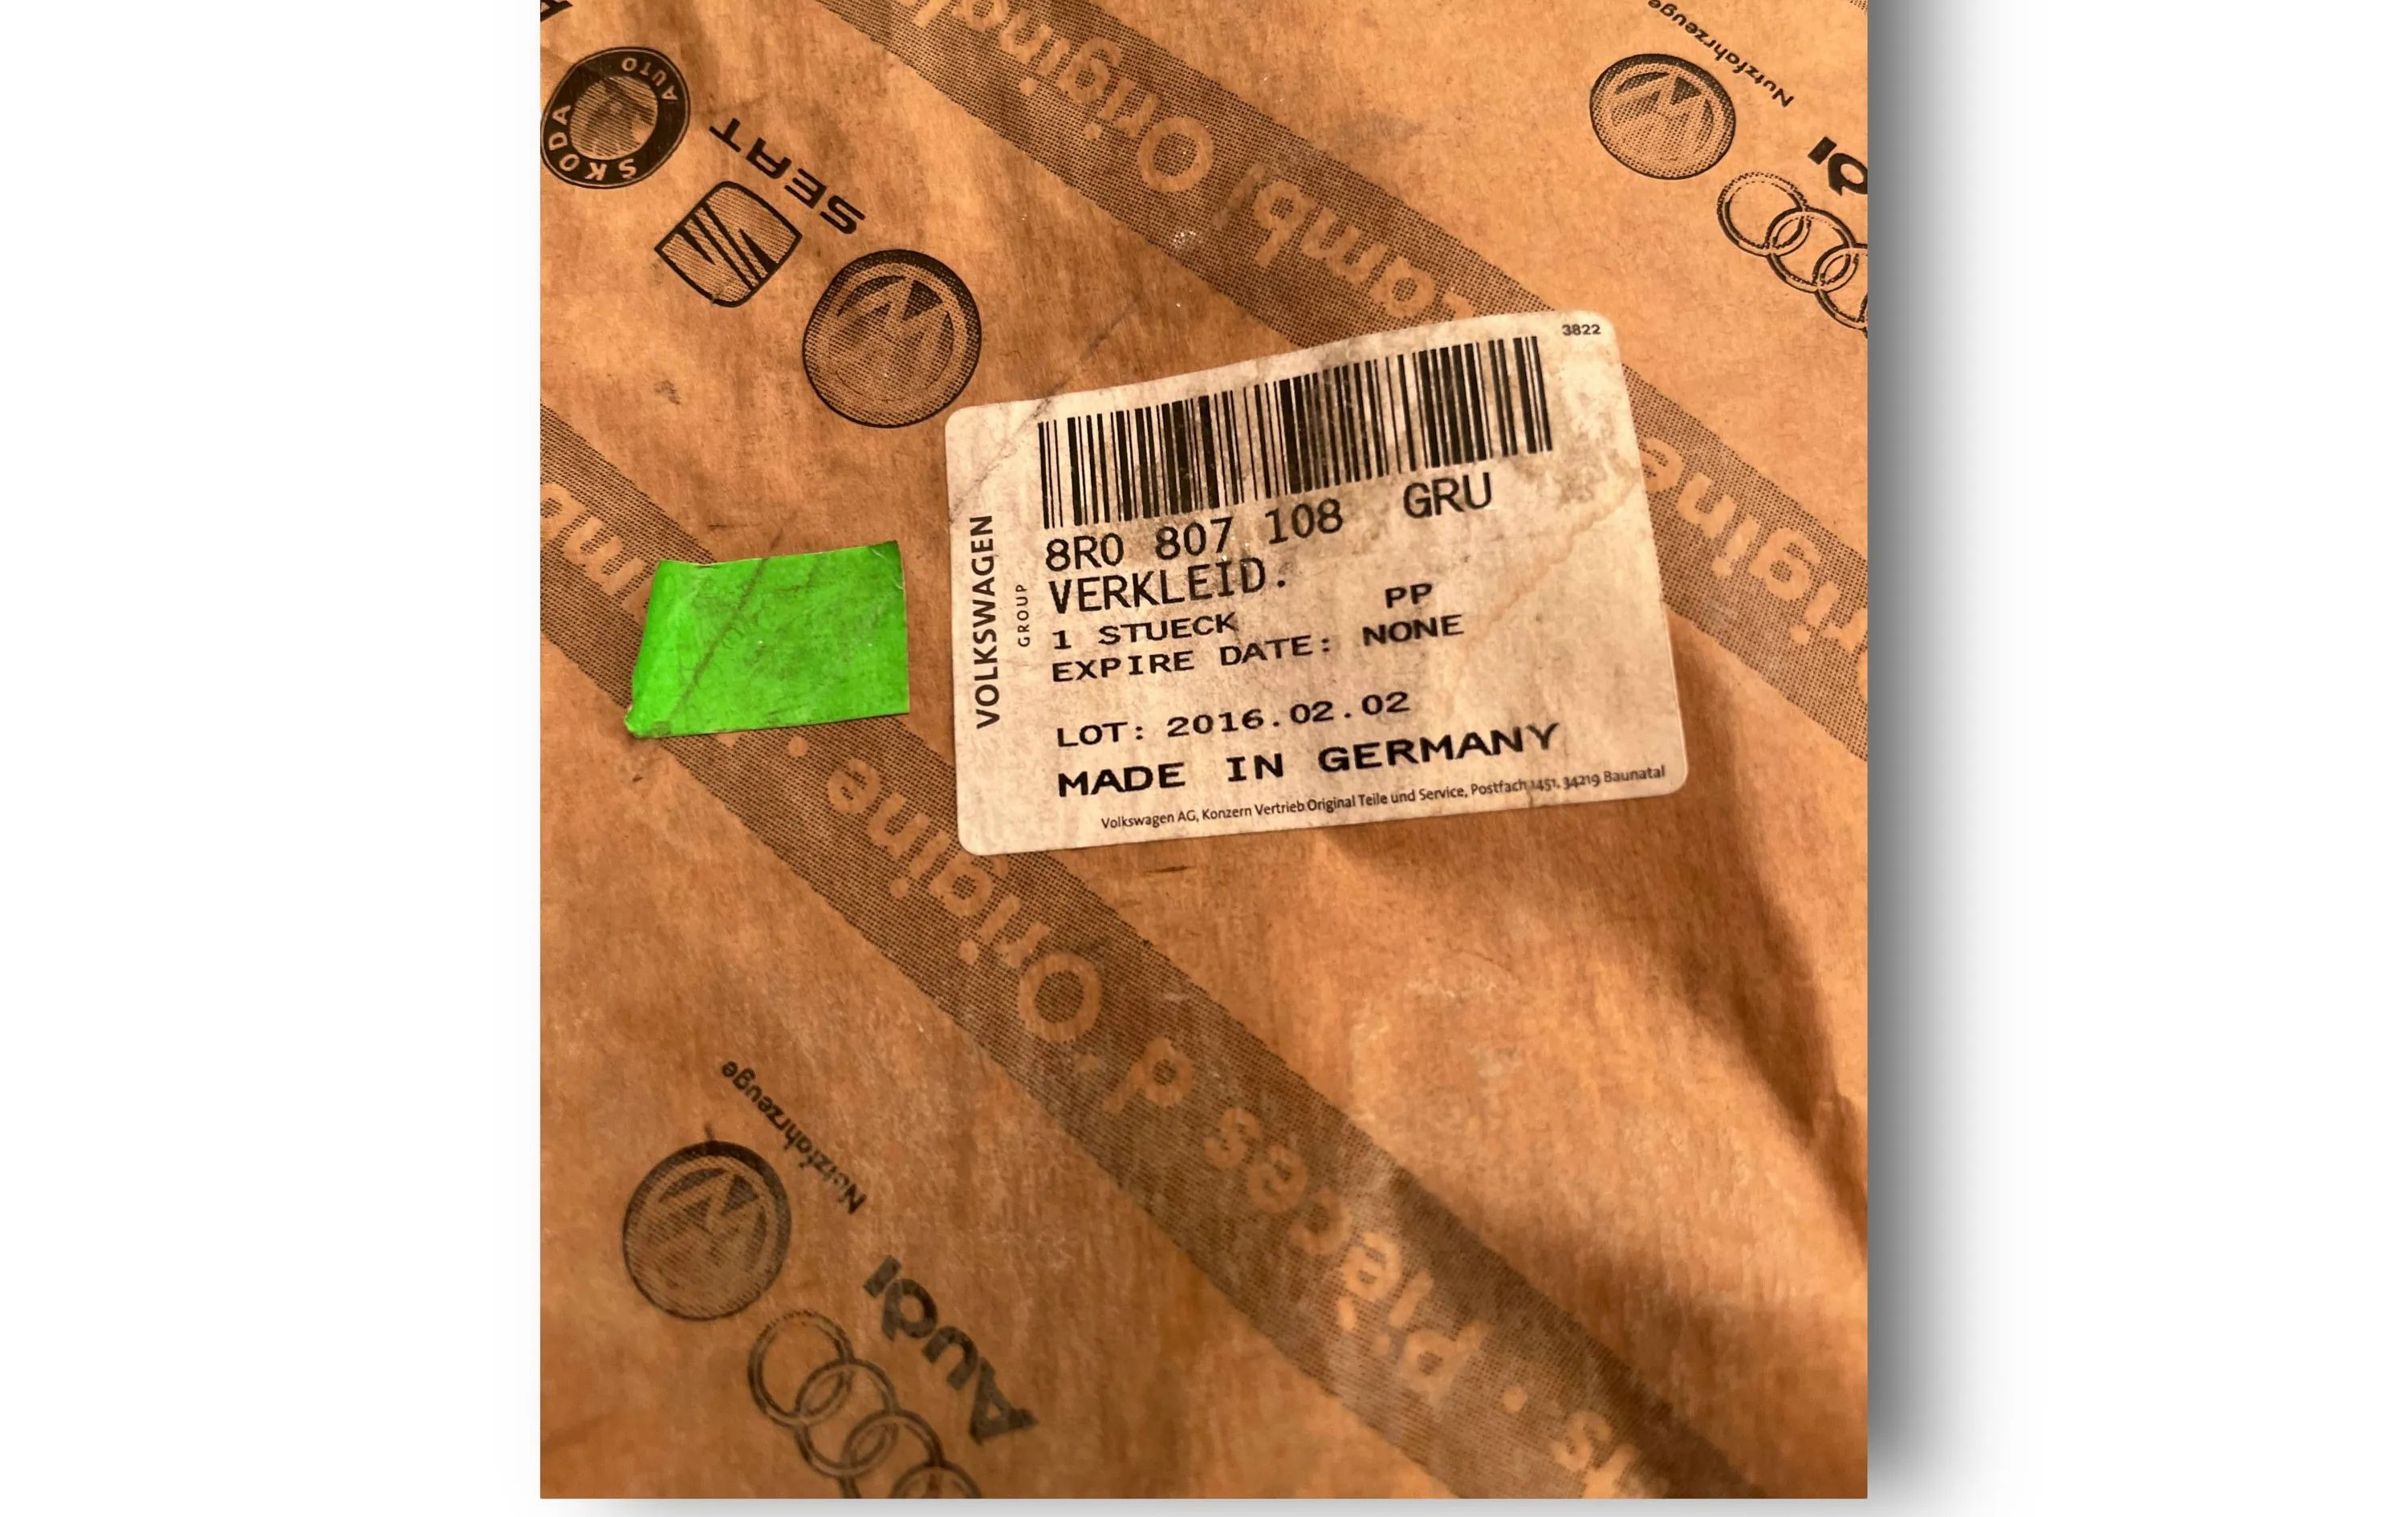 SKODA AUTO
SEAT
Nutzfahrzeuge
Original
3822
VOLKSWAGEN
GROUP
8R0 807 108 GRU
VERKLEID.
1 STUECK PP
EXPIRE DATE: NONE
LOT: 2016.02.02
MADE IN GERMANY
Volkswagen AG, Konzern Vertrieb Original Teile und Service, Postfach 1451, 34219 Baunatal
pièces d'Origine
Nutzfahrzeuge
Audi